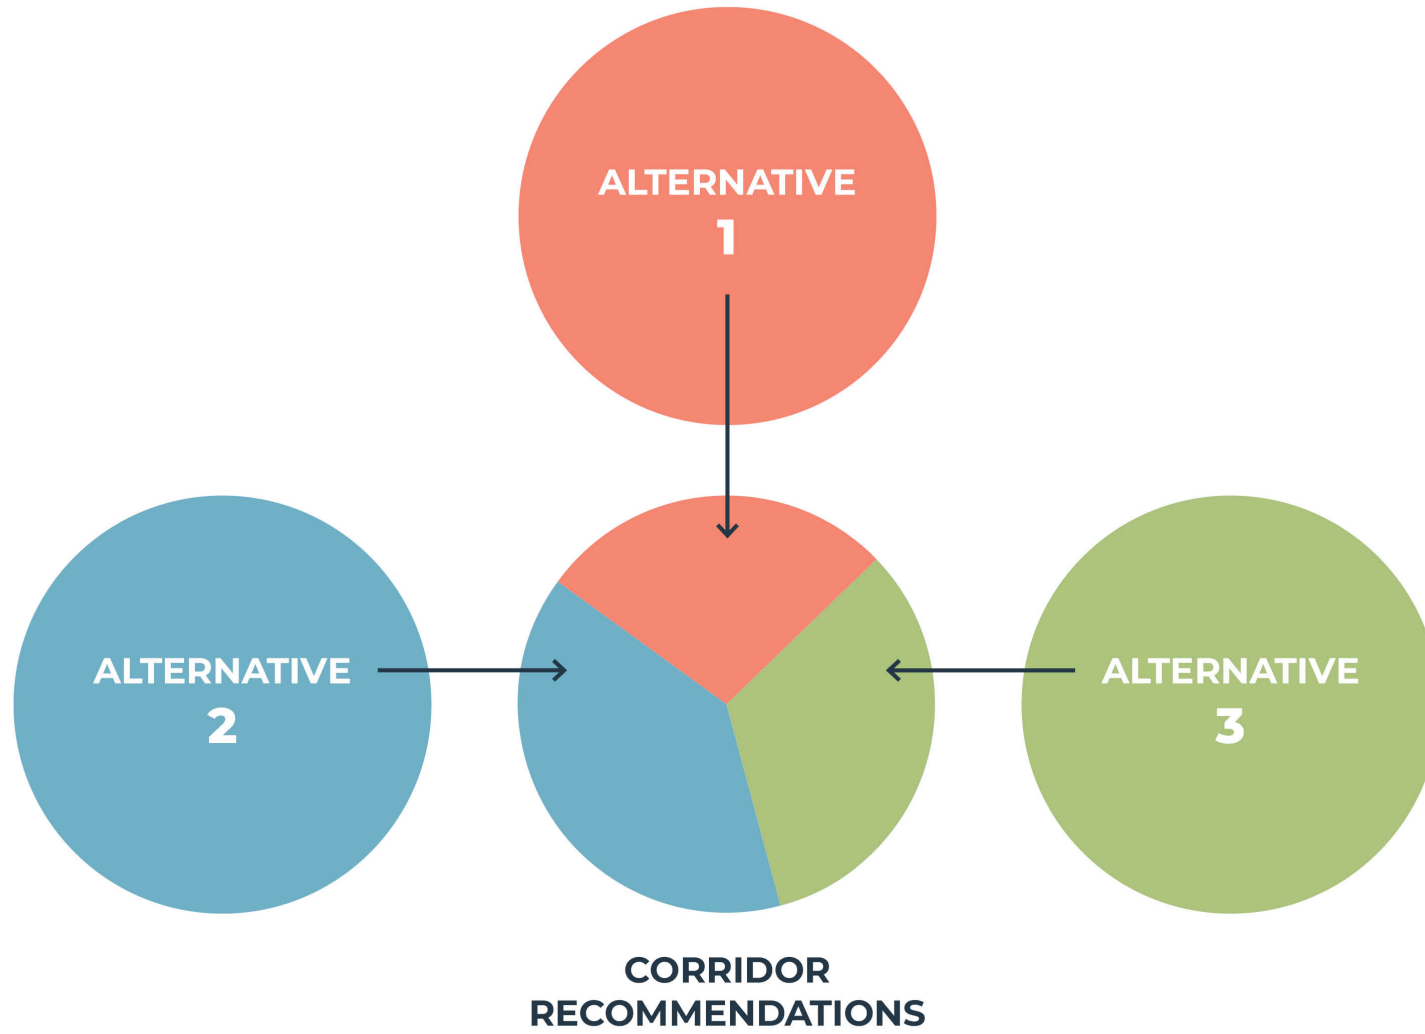 ALTERNATIVE
1
ALTERNATIVE
2
ALTERNATIVE
3
CORRIDOR
RECOMMENDATIONS